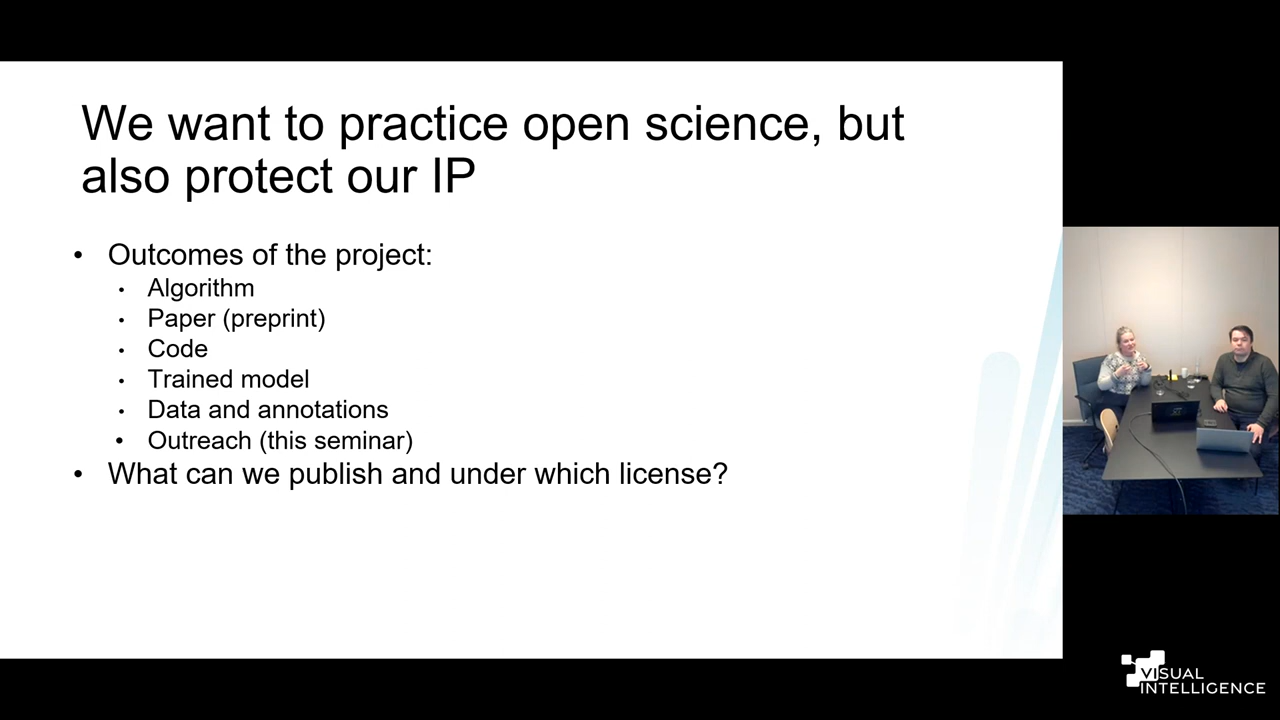 We want to practice open science, but
also protect our IP
• Outcomes of the project:
• Algorithm
• Paper (preprint)
• Code
• Trained model
• Data and annotations
• Outreach (this seminar)
• What can we publish and under which license?
VISUAL
INTELLIGENCE